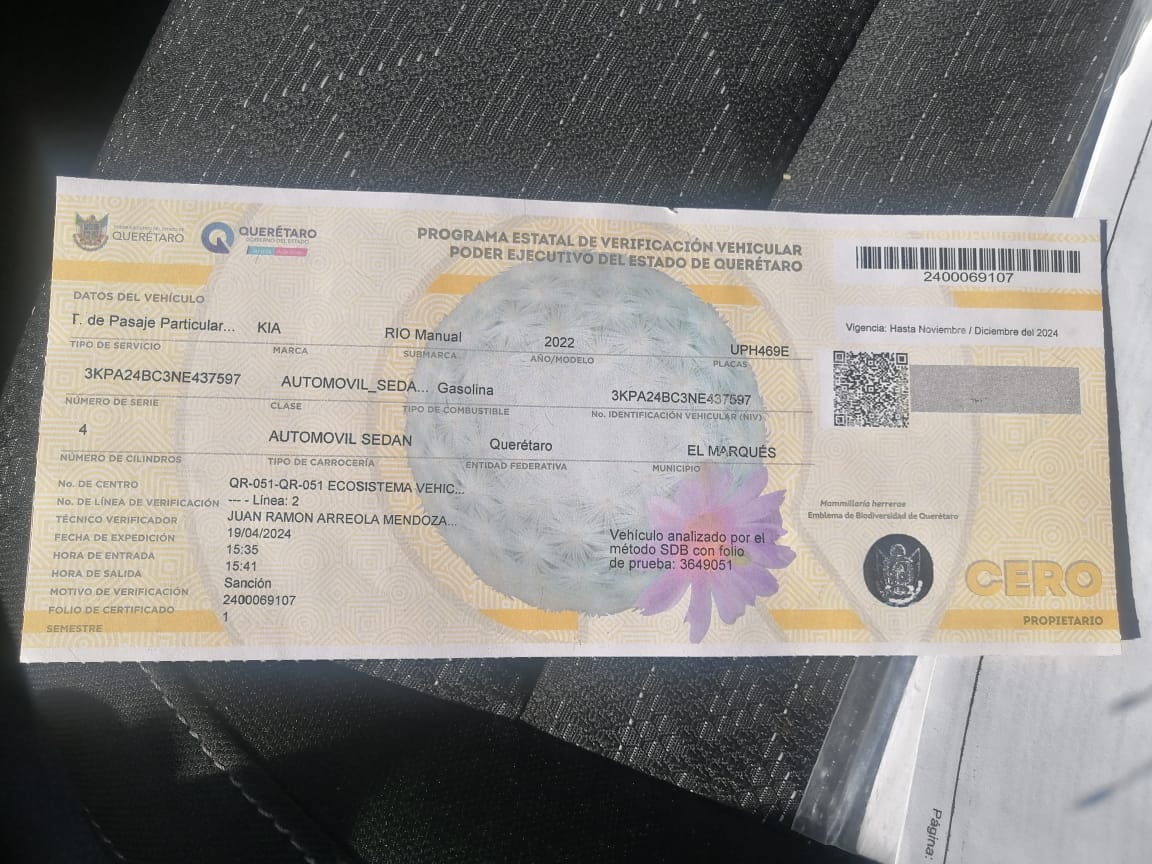 QUERÉTARO
QUERÉTARO
GOBIERNO DEL ESTADO
PROGRAMA ESTATAL DE VERIFICACIÓN VEHICULAR
PODER EJECUTIVO DEL ESTADO DE QUERÉTARO
2400069107
DATOS DEL VEHÍCULO
Vigencia: Hasta Noviembre / Diciembre del 2024
T. de Pasaje Particular... KIA RIO Manual 2022 UPH469E
TIPO DE SERVICIO MARCA SUBMARCA AÑO/MODELO PLACAS
3KPA24BC3NE437597 AUTOMOVIL_SEDA... Gasolina 3KPA24BC3NE437597
NÚMERO DE SERIE CLASE TIPO DE COMBUSTIBLE No. IDENTIFICACIÓN VEHICULAR (NIV)
4 AUTOMOVIL SEDAN Querétaro EL MARQUÉS
NÚMERO DE CILINDROS TIPO DE CARROCERÍA ENTIDAD FEDERATIVA MUNICIPIO
No. DE CENTRO QR-051-QR-051 ECOSISTEMA VEHIC...
No. DE LÍNEA DE VERIFICACIÓN --- - Línea: 2
TÉCNICO VERIFICADOR JUAN RAMON ARREOLA MENDOZA...
FECHA DE EXPEDICIÓN 19/04/2024
HORA DE ENTRADA 15:35
HORA DE SALIDA 15:41
MOTIVO DE VERIFICACIÓN Sanción
FOLIO DE CERTIFICADO 2400069107
SEMESTRE 1
Vehículo analizado por el
método SDB con folio
de prueba: 3649051
Mammillaria herrerae
Emblema de Biodiversidad de Querétaro
CERO
PROPIETARIO
Página: